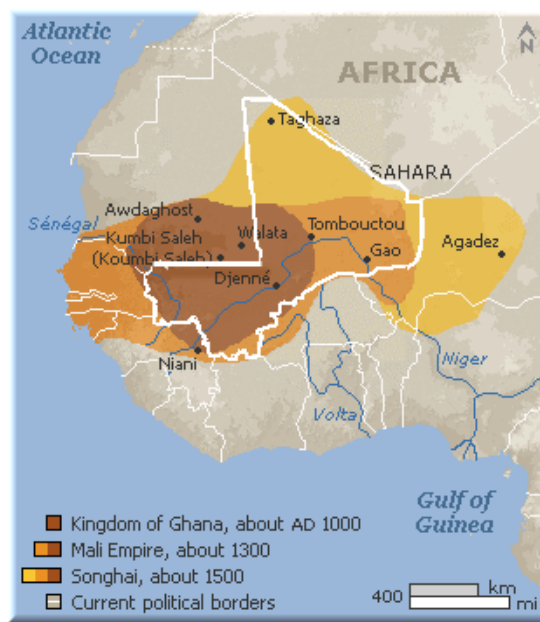 Atlantic
Ocean
N
AFRICA
Taghaza
SAHARA
Awdaghost
Sénégal
Kumbi Saleh
(Koumbi Saleh)
Walata
Tombouctou
Agadez
Gao
Djenné
Niani
Niger
Volta
Gulf of
Guinea
Kingdom of Ghana, about AD 1000
Mali Empire, about 1300
Songhai, about 1500
Current political borders
400
km
mi